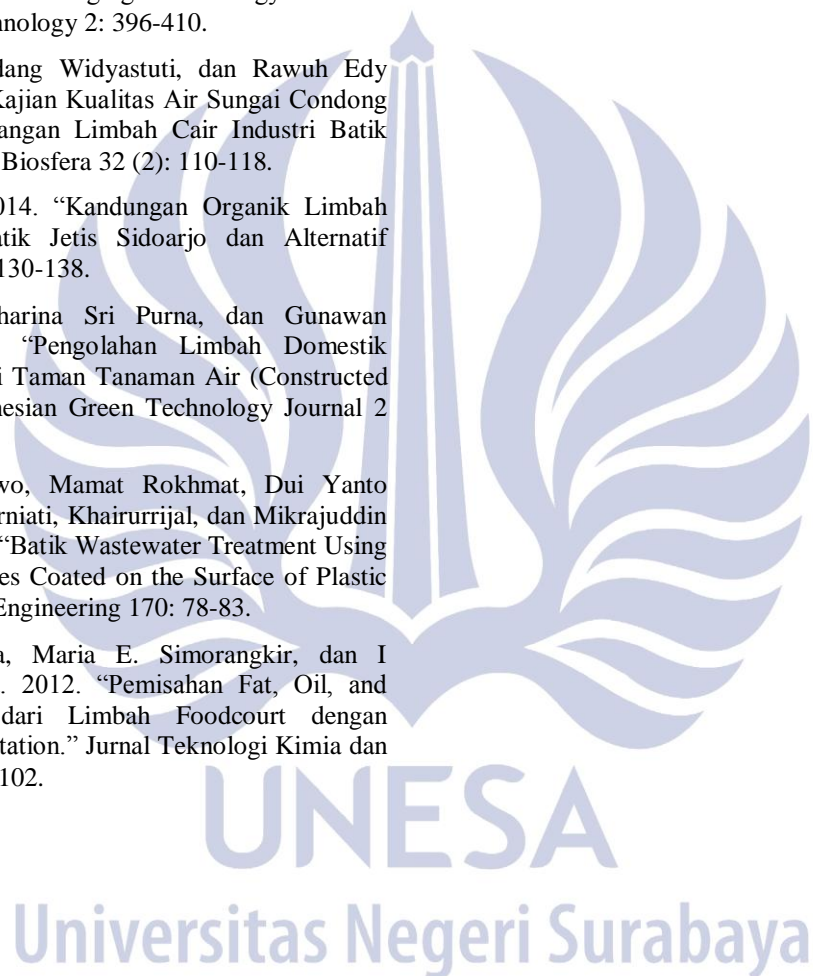 hnology 2: 396-410.
dang Widyastuti, dan Rawuh Edy
Kajian Kualitas Air Sungai Condong
angan Limbah Cair Industri Batik
Biosfera 32 (2): 110-118.
014. “Kandungan Organik Limbah
atik Jetis Sidoarjo dan Alternatif
130-138.
harina Sri Purna, dan Gunawan
“Pengolahan Limbah Domestik
i Taman Tanaman Air (Constructed
nesian Green Technology Journal 2
wo, Mamat Rokhmat, Dui Yanto
rniati, Khairurrijal, dan Mikrajuddin
“Batik Wastewater Treatment Using
es Coated on the Surface of Plastic
Engineering 170: 78-83.
a, Maria E. Simorangkir, dan I
. 2012. “Pemisahan Fat, Oil, and
dari Limbah Foodcourt dengan
tation.” Jurnal Teknologi Kimia dan
102.
UNESA
Universitas Negeri Surabaya